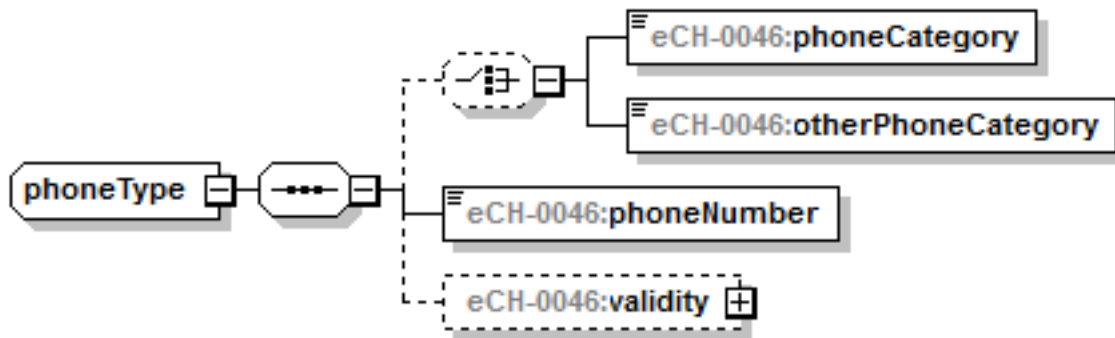 eCH-0046:phoneCategory
eCH-0046:otherPhoneCategory
phoneType
eCH-0046:phoneNumber
eCH-0046:validity